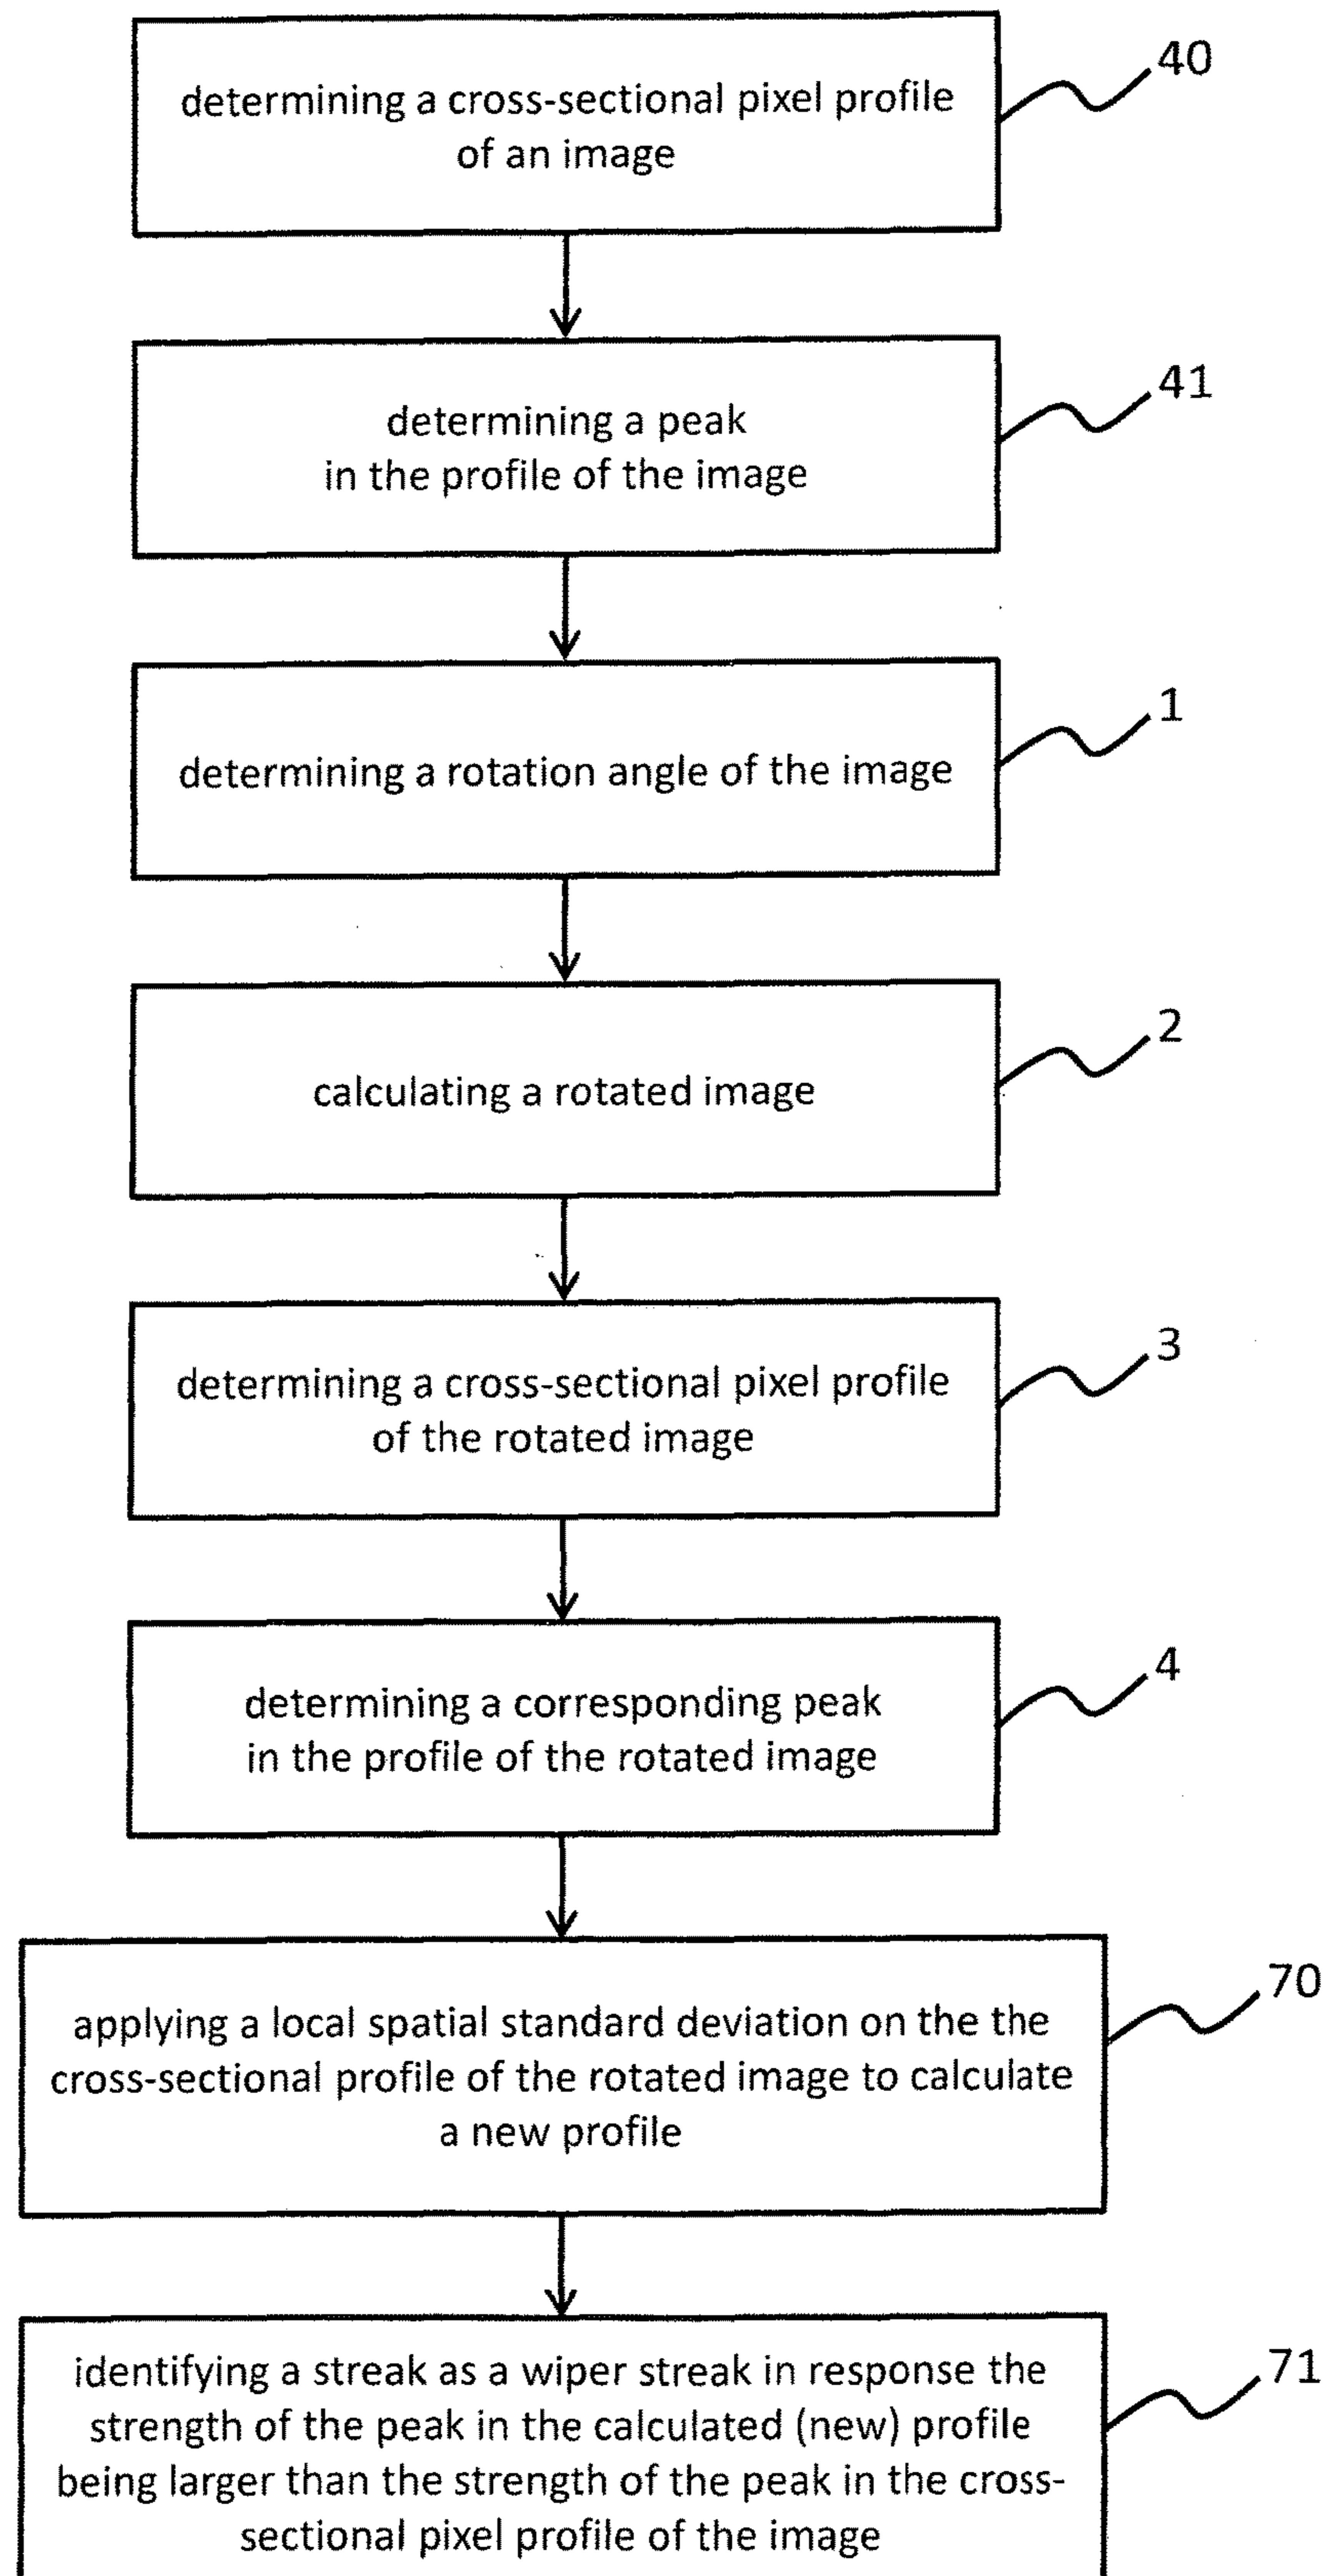 determining a cross-sectional pixel profile
of an image
40
determining a peak
in the profile of the image
41
determining a rotation angle of the image
1
calculating a rotated image
2
determining a cross-sectional pixel profile
of the rotated image
3
determining a corresponding peak
in the profile of the rotated image
4
applying a local spatial standard deviation on the the
cross-sectional profile of the rotated image to calculate
a new profile
70
identifying a streak as a wiper streak in response the
strength of the peak in the calculated (new) profile
being larger than the strength of the peak in the cross-
sectional pixel profile of the image
71